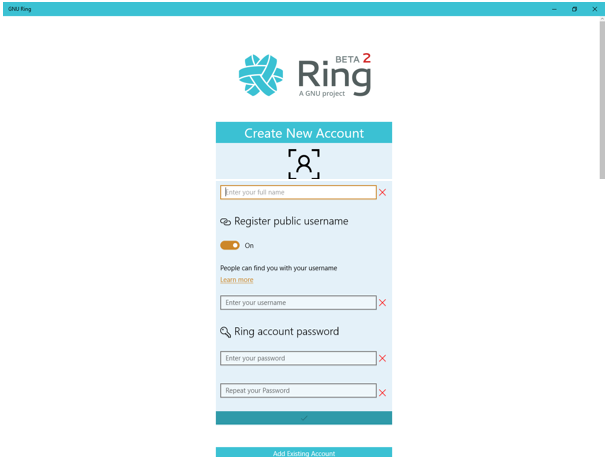 GNU Ring
BETA 2
Ring
A GNU project
Create New Account
Enter your full name
Register public username
On
People can find you with your username
Learn more
Enter your username
Ring account password
Enter your password
Repeat your Password
Add Existing Account